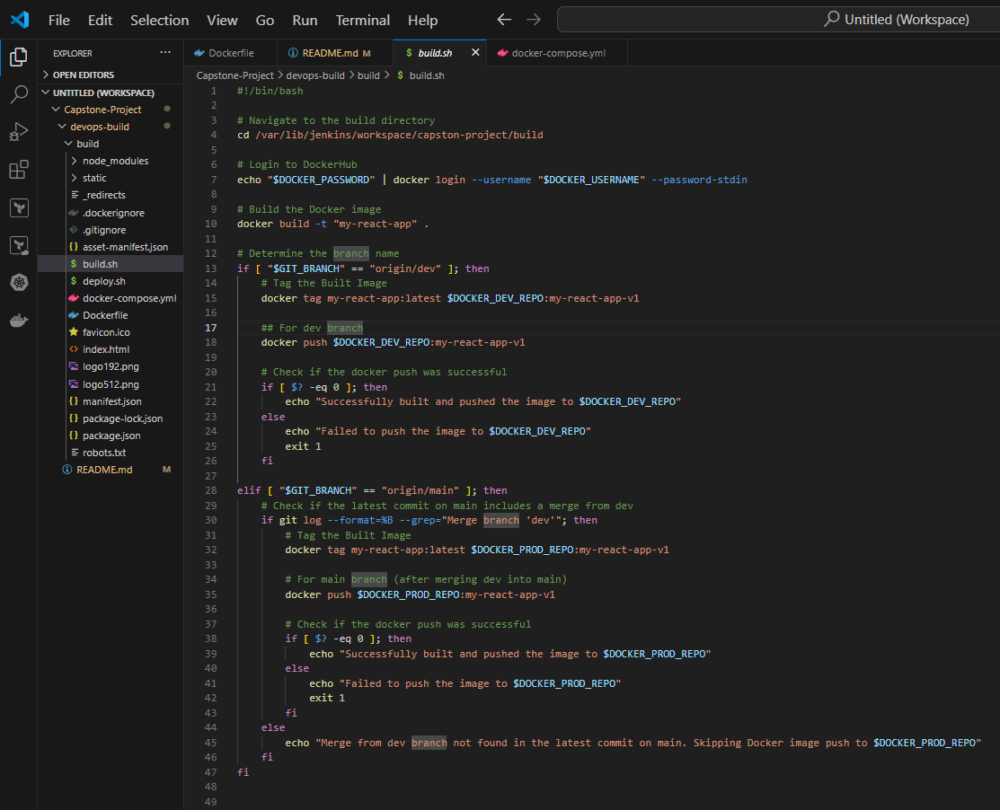 File Edit Selection View Go Run Terminal Help Untitled (Workspace)
EXPLORER ...
OPEN EDITORS
UNTITLED (WORKSPACE)
Capstone-Project
devops-build
build
node_modules
static
_redirects
.dockerignore
.gitignore
asset-manifest.json
build.sh
deploy.sh
docker-compose.yml
Dockerfile
favicon.ico
index.html
logo192.png
logo512.png
manifest.json
package-lock.json
package.json
robots.txt
README.md M
Dockerfile README.md M build.sh docker-compose.yml
Capstone-Project > devops-build > build > $ build.sh
1 #!/bin/bash
2
3 # Navigate to the build directory
4 cd /var/lib/jenkins/workspace/capston-project/build
5
6 # Login to DockerHub
7 echo "$DOCKER_PASSWORD" | docker login --username "$DOCKER_USERNAME" --password-stdin
8
9 # Build the Docker image
10 docker build -t "my-react-app" .
11
12 # Determine the branch name
13 if [ "$GIT_BRANCH" == "origin/dev" ]; then
14 # Tag the Built Image
15 docker tag my-react-app:latest $DOCKER_DEV_REPO:my-react-app-v1
16
17 ## For dev branch
18 docker push $DOCKER_DEV_REPO:my-react-app-v1
19
20 # Check if the docker push was successful
21 if [ $? -eq 0 ]; then
22 echo "Successfully built and pushed the image to $DOCKER_DEV_REPO"
23 else
24 echo "Failed to push the image to $DOCKER_DEV_REPO"
25 exit 1
26 fi
27
28 elif [ "$GIT_BRANCH" == "origin/main" ]; then
29 # Check if the latest commit on main includes a merge from dev
30 if git log --format=%B --grep="Merge branch 'dev'"; then
31 # Tag the Built Image
32 docker tag my-react-app:latest $DOCKER_PROD_REPO:my-react-app-v1
33
34 # For main branch (after merging dev into main)
35 docker push $DOCKER_PROD_REPO:my-react-app-v1
36
37 # Check if the docker push was successful
38 if [ $? -eq 0 ]; then
39 echo "Successfully built and pushed the image to $DOCKER_PROD_REPO"
40 else
41 echo "Failed to push the image to $DOCKER_PROD_REPO"
42 exit 1
43 fi
44 else
45 echo "Merge from dev branch not found in the latest commit on main. Skipping Docker image push to $DOCKER_PROD_REPO"
46 fi
47 fi
48
49